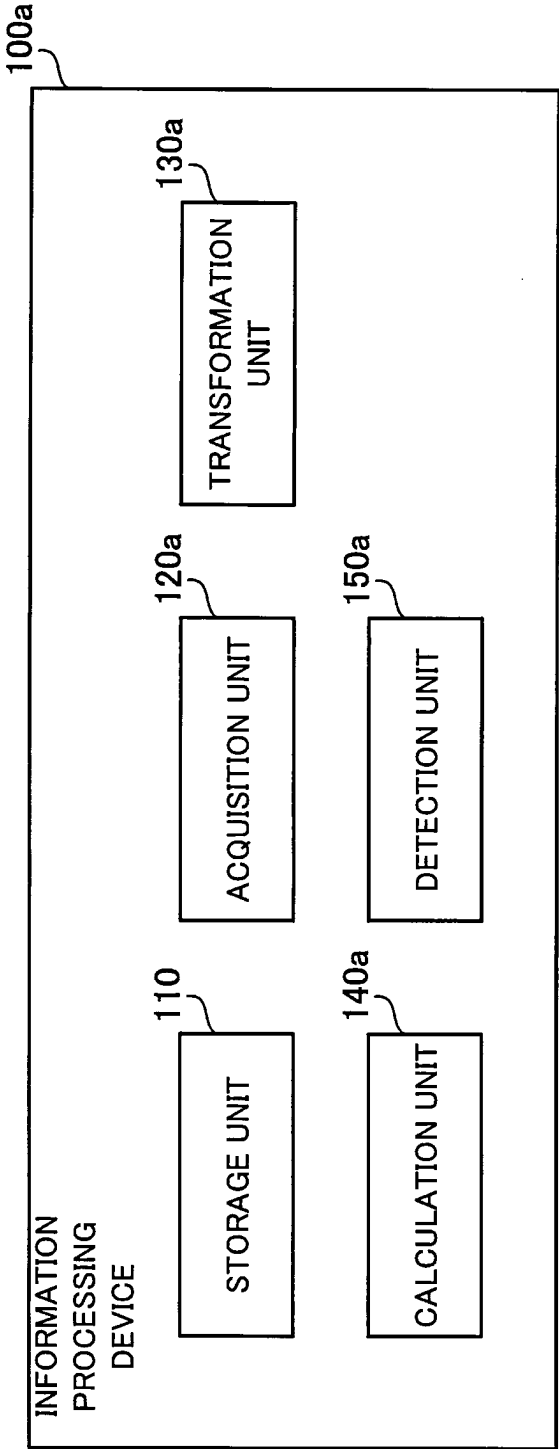 100a
INFORMATION
PROCESSING
DEVICE
110
STORAGE UNIT
120a
ACQUISITION UNIT
130a
TRANSFORMATION
UNIT
140a
CALCULATION UNIT
150a
DETECTION UNIT